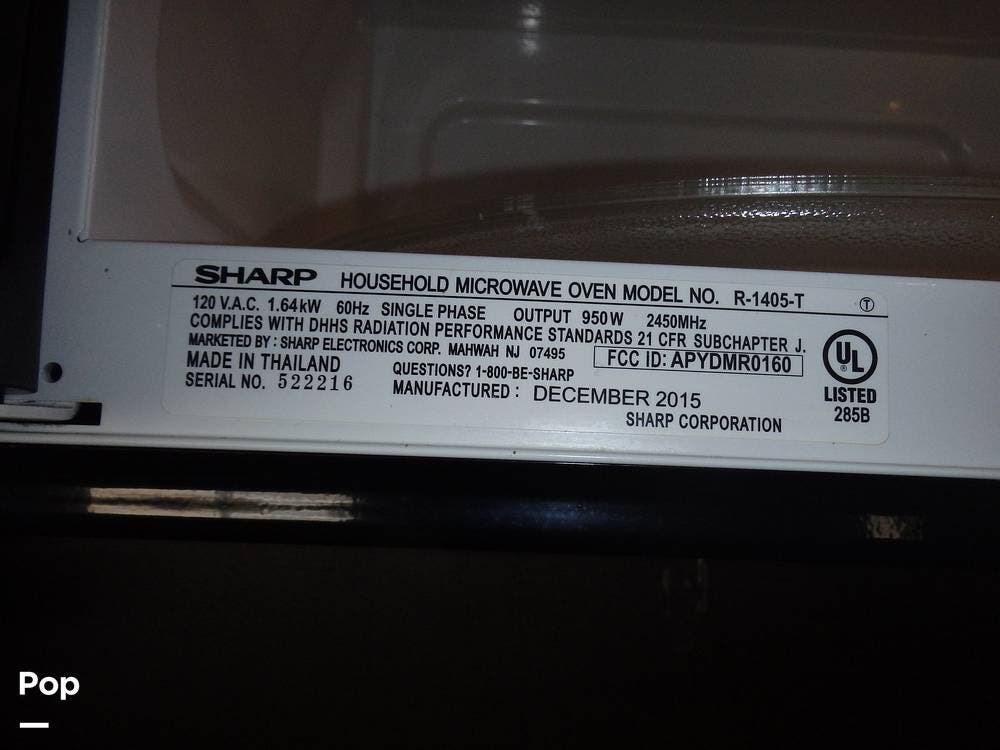 SHARP HOUSEHOLD MICROWAVE OVEN MODEL NO. R-1405-T Ⓣ
120 V.A.C. 1.64kW 60Hz SINGLE PHASE OUTPUT 950W 2450MHz
COMPLIES WITH DHHS RADIATION PERFORMANCE STANDARDS 21 CFR SUBCHAPTER J.
MARKETED BY : SHARP ELECTRONICS CORP. MAHWAH NJ 07495
FCC ID: APYDMR0160
MADE IN THAILAND
QUESTIONS? 1-800-BE-SHARP
SERIAL NO. 522216
MANUFACTURED : DECEMBER 2015
SHARP CORPORATION
UL®
LISTED
285B
Pop